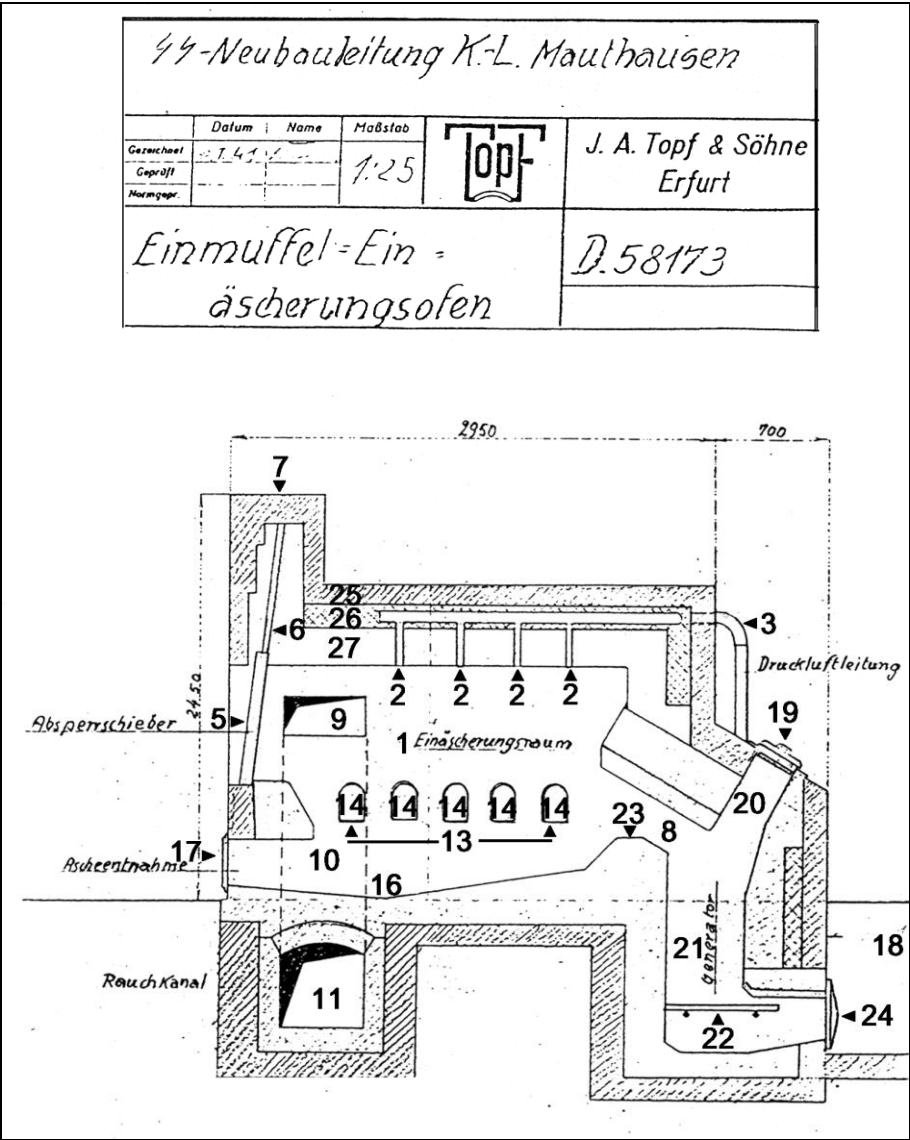 SS-Neubauleitung K.-L. Mauthausen
Datum Name Maßstab
Gezeichnet
Geprüft
Normgepr.
1:25
Topf
J. A. Topf & Söhne
Erfurt
Einmuffel=Ein=
äscherungsofen
D.58173
2950 700
7
25
26
6
27
3
Druckluftleitung
2 2 2 2
2450
Absperrschieber
5
9
19
1 Einäscherungsraum
14 14 14
20
23
8
13
17
10
Ascheentnahme
16
21
Generator
18
Rauchkanal
11
22
24